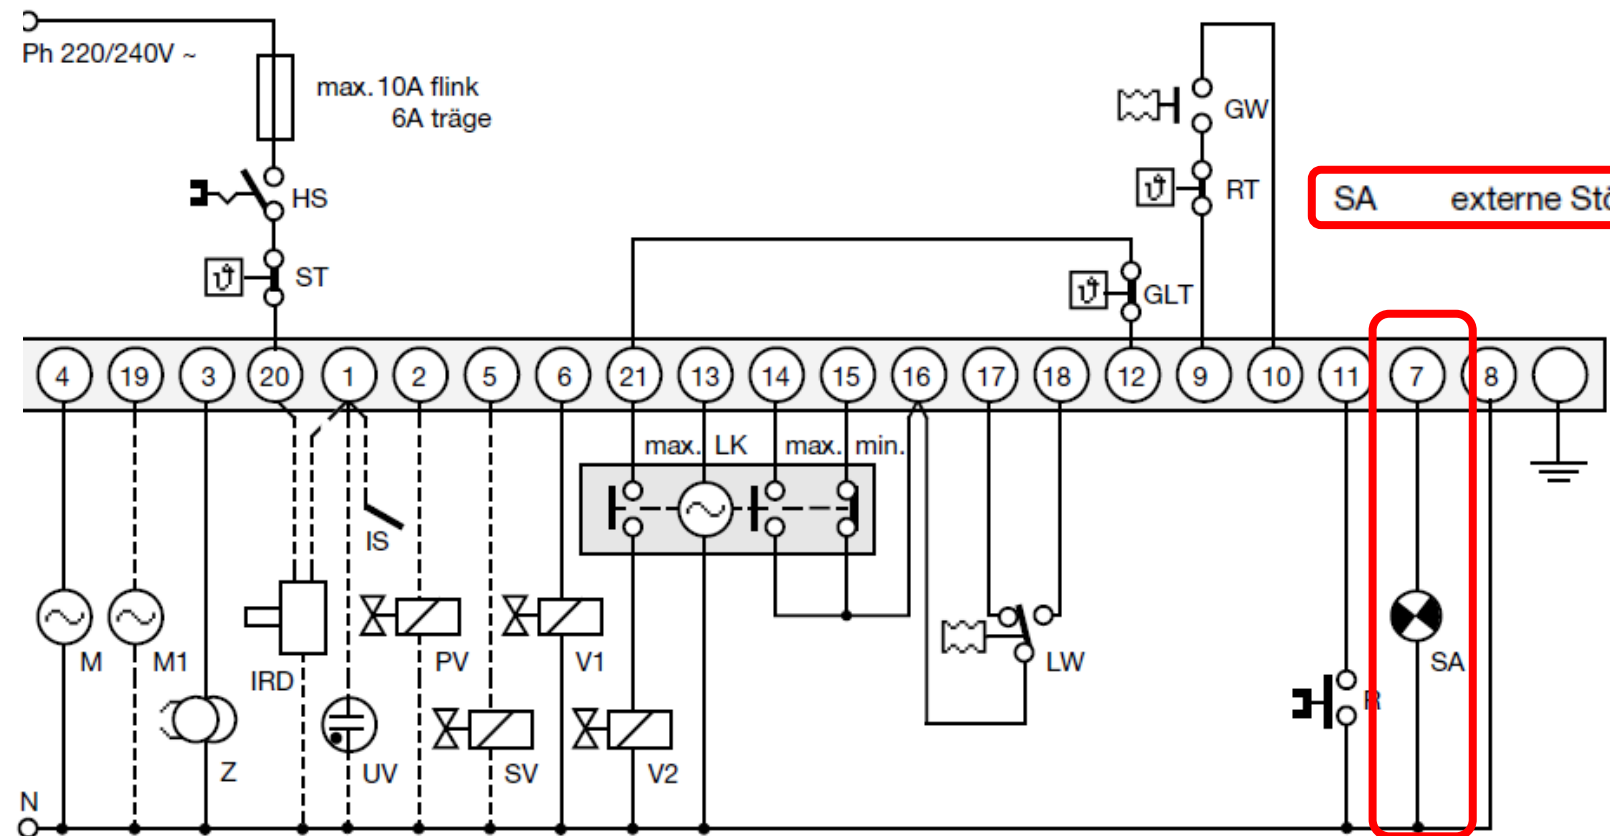 Ph 220/240V ~
max. 10A flink
6A träge
HS
ST
GW
RT
GLT
SA externe
4 19 3 20 1 2 5 6 21 13 14 15 16 17 18 12 9 10 11 7 8
max. LK max. min.
IS
M M1 IRD PV V1 LW SA
R
Z UV SV V2
N